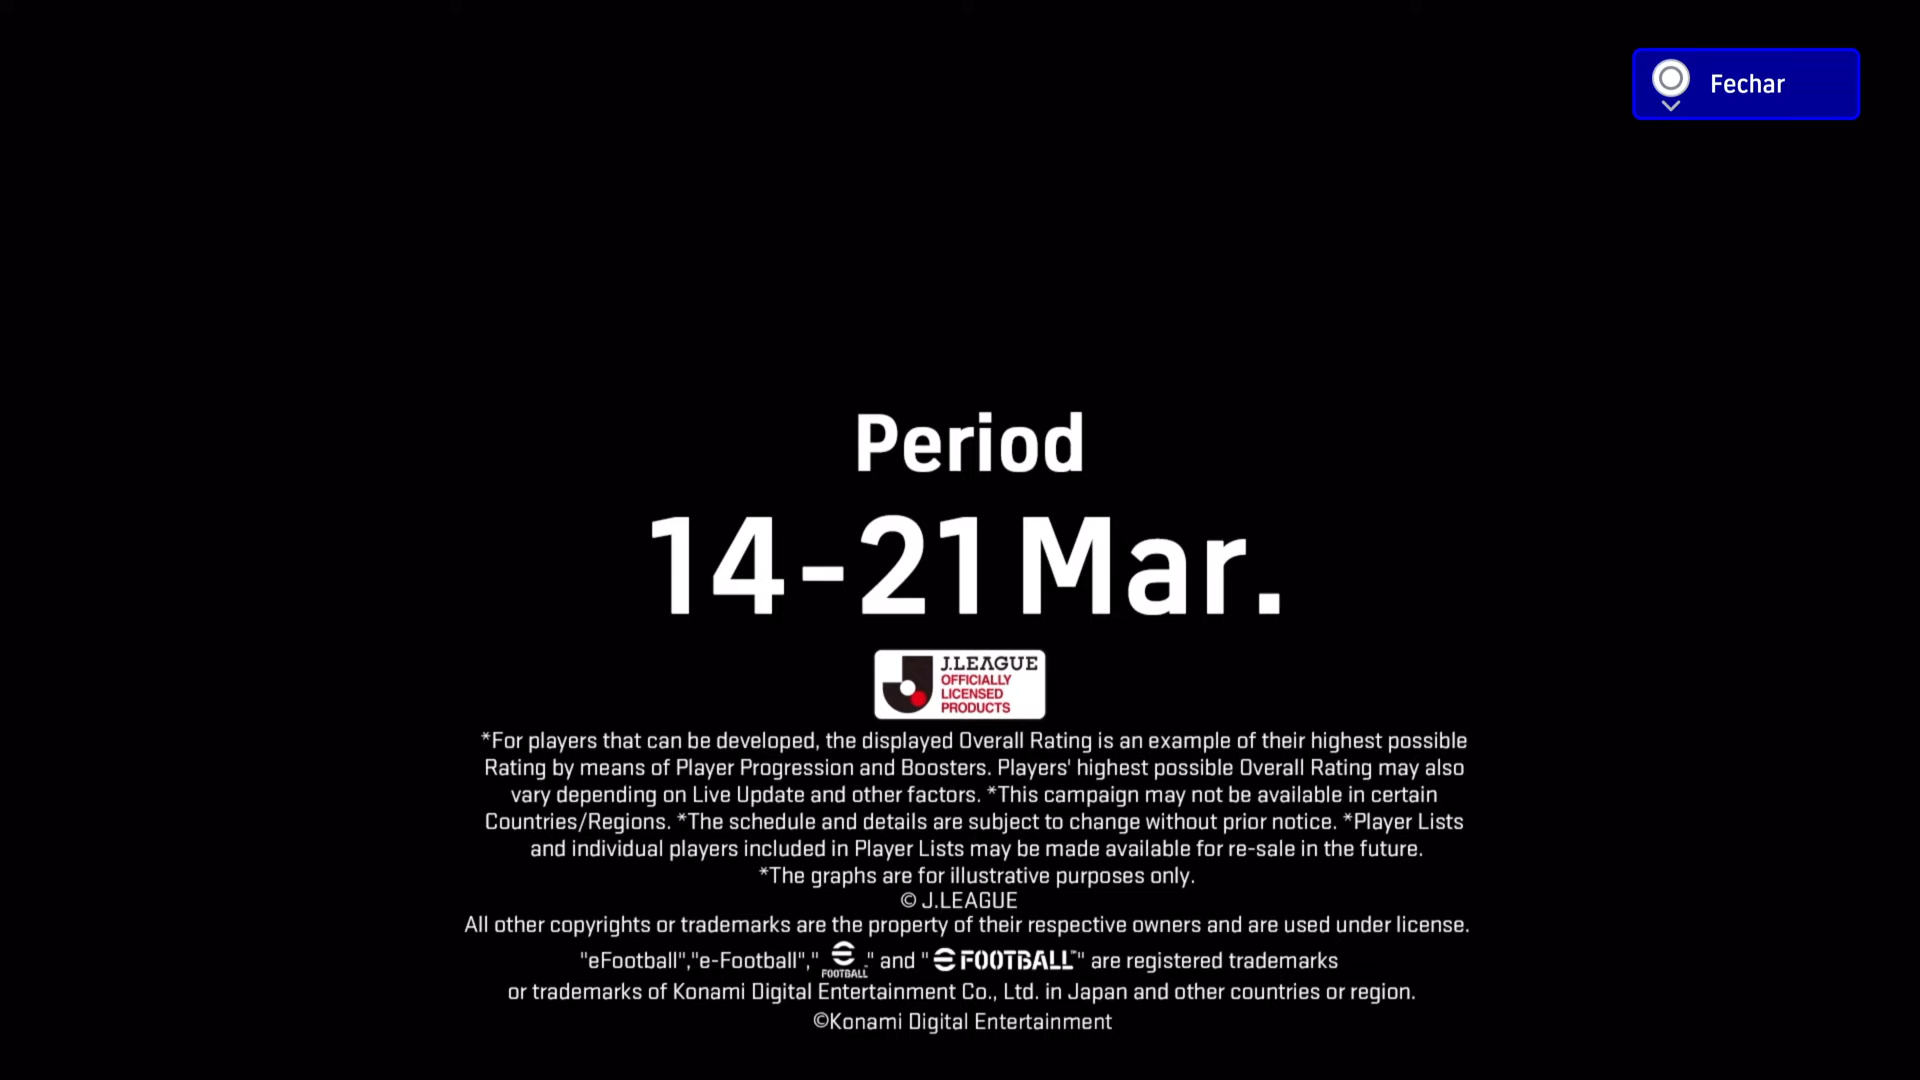 Fechar
Period
14-21 Mar.
J.LEAGUE
OFFICIALLY
LICENSED
PRODUCTS
*For players that can be developed, the displayed Overall Rating is an example of their highest possible
Rating by means of Player Progression and Boosters. Players' highest possible Overall Rating may also
vary depending on Live Update and other factors. *This campaign may not be available in certain
Countries/Regions. *The schedule and details are subject to change without prior notice. *Player Lists
and individual players included in Player Lists may be made available for re-sale in the future.
*The graphs are for illustrative purposes only.
© J.LEAGUE
All other copyrights or trademarks are the property of their respective owners and are used under license.
"eFootball","e-Football"," e FOOTBALL" and "eFOOTBALL™" are registered trademarks
or trademarks of Konami Digital Entertainment Co., Ltd. in Japan and other countries or region.
©Konami Digital Entertainment